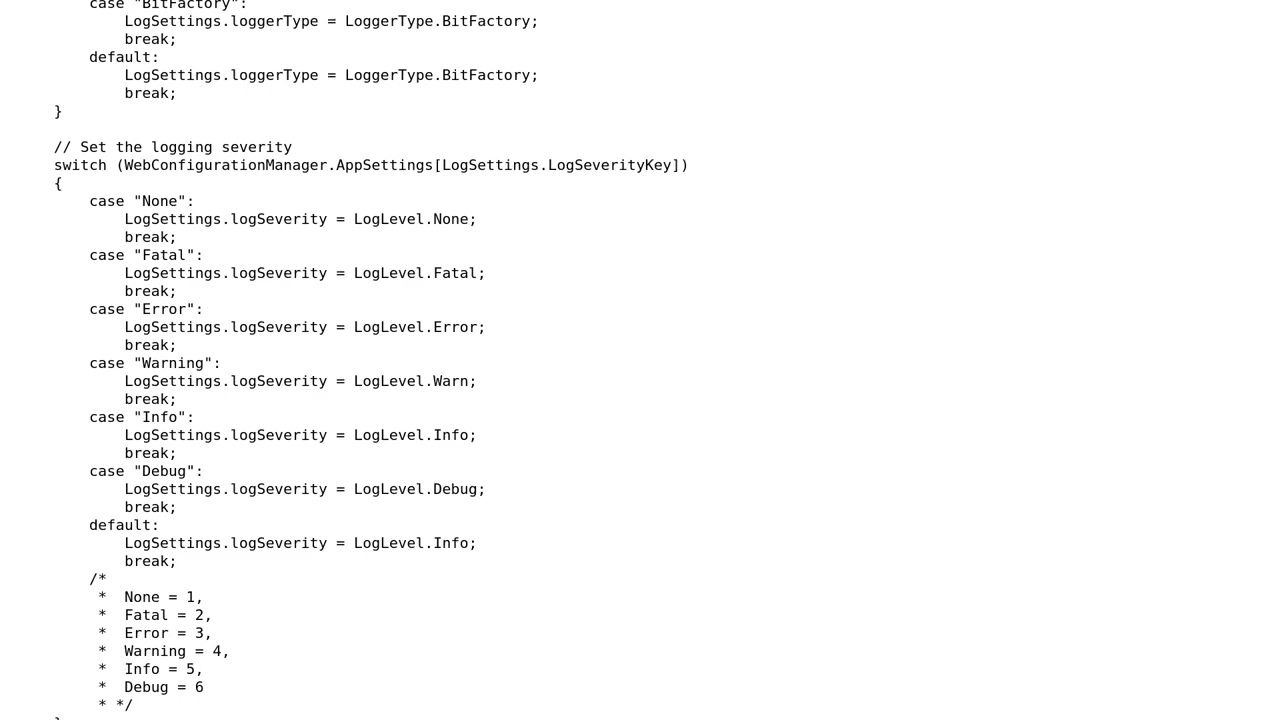 case "BitFactory":
        LogSettings.loggerType = LoggerType.BitFactory;
        break;
    default:
        LogSettings.loggerType = LoggerType.BitFactory;
        break;
}

// Set the logging severity
switch (WebConfigurationManager.AppSettings[LogSettings.LogSeverityKey])
{
    case "None":
        LogSettings.logSeverity = LogLevel.None;
        break;
    case "Fatal":
        LogSettings.logSeverity = LogLevel.Fatal;
        break;
    case "Error":
        LogSettings.logSeverity = LogLevel.Error;
        break;
    case "Warning":
        LogSettings.logSeverity = LogLevel.Warn;
        break;
    case "Info":
        LogSettings.logSeverity = LogLevel.Info;
        break;
    case "Debug":
        LogSettings.logSeverity = LogLevel.Debug;
        break;
    default:
        LogSettings.logSeverity = LogLevel.Info;
        break;
    /*
     *  None = 1,
     *  Fatal = 2,
     *  Error = 3,
     *  Warning = 4,
     *  Info = 5,
     *  Debug = 6
     * */
}